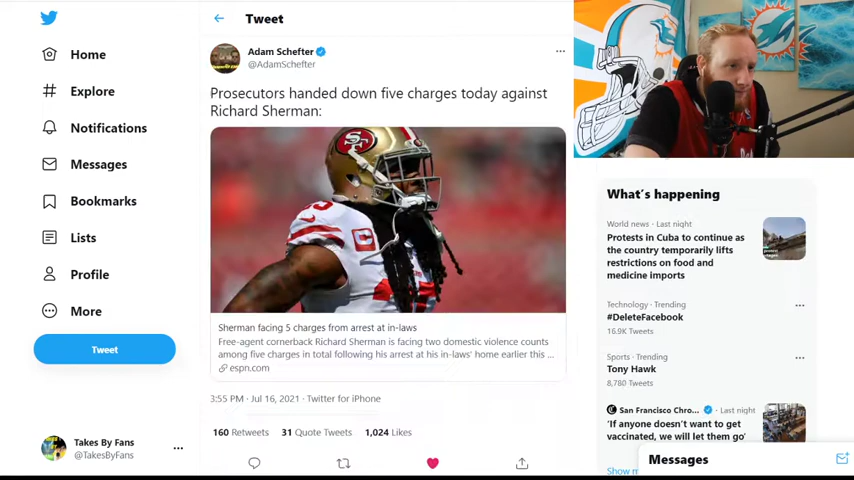 Home
Explore
Notifications
Messages
Bookmarks
Lists
Profile
More
Tweet
Takes By Fans
@TakesByFans
Tweet
Adam Schefter
@AdamSchefter
Prosecutors handed down five charges today against
Richard Sherman:
Sherman facing 5 charges from arrest at in-laws
Free-agent cornerback Richard Sherman is facing two domestic violence counts
among five charges in total following his arrest at his in-laws' home earlier this ...
espn.com
3:55 PM · Jul 16, 2021 · Twitter for iPhone
160 Retweets 31 Quote Tweets 1,024 Likes
What's happening
World news · Last night
Protests in Cuba to continue as
the country temporarily lifts
restrictions on food and
medicine imports
Technology · Trending
#DeleteFacebook
16.9K Tweets
Sports · Trending
Tony Hawk
8,780 Tweets
San Francisco Chro... · Last night
'If anyone doesn't want to get
vaccinated, we will let them go'
Show m
Messages